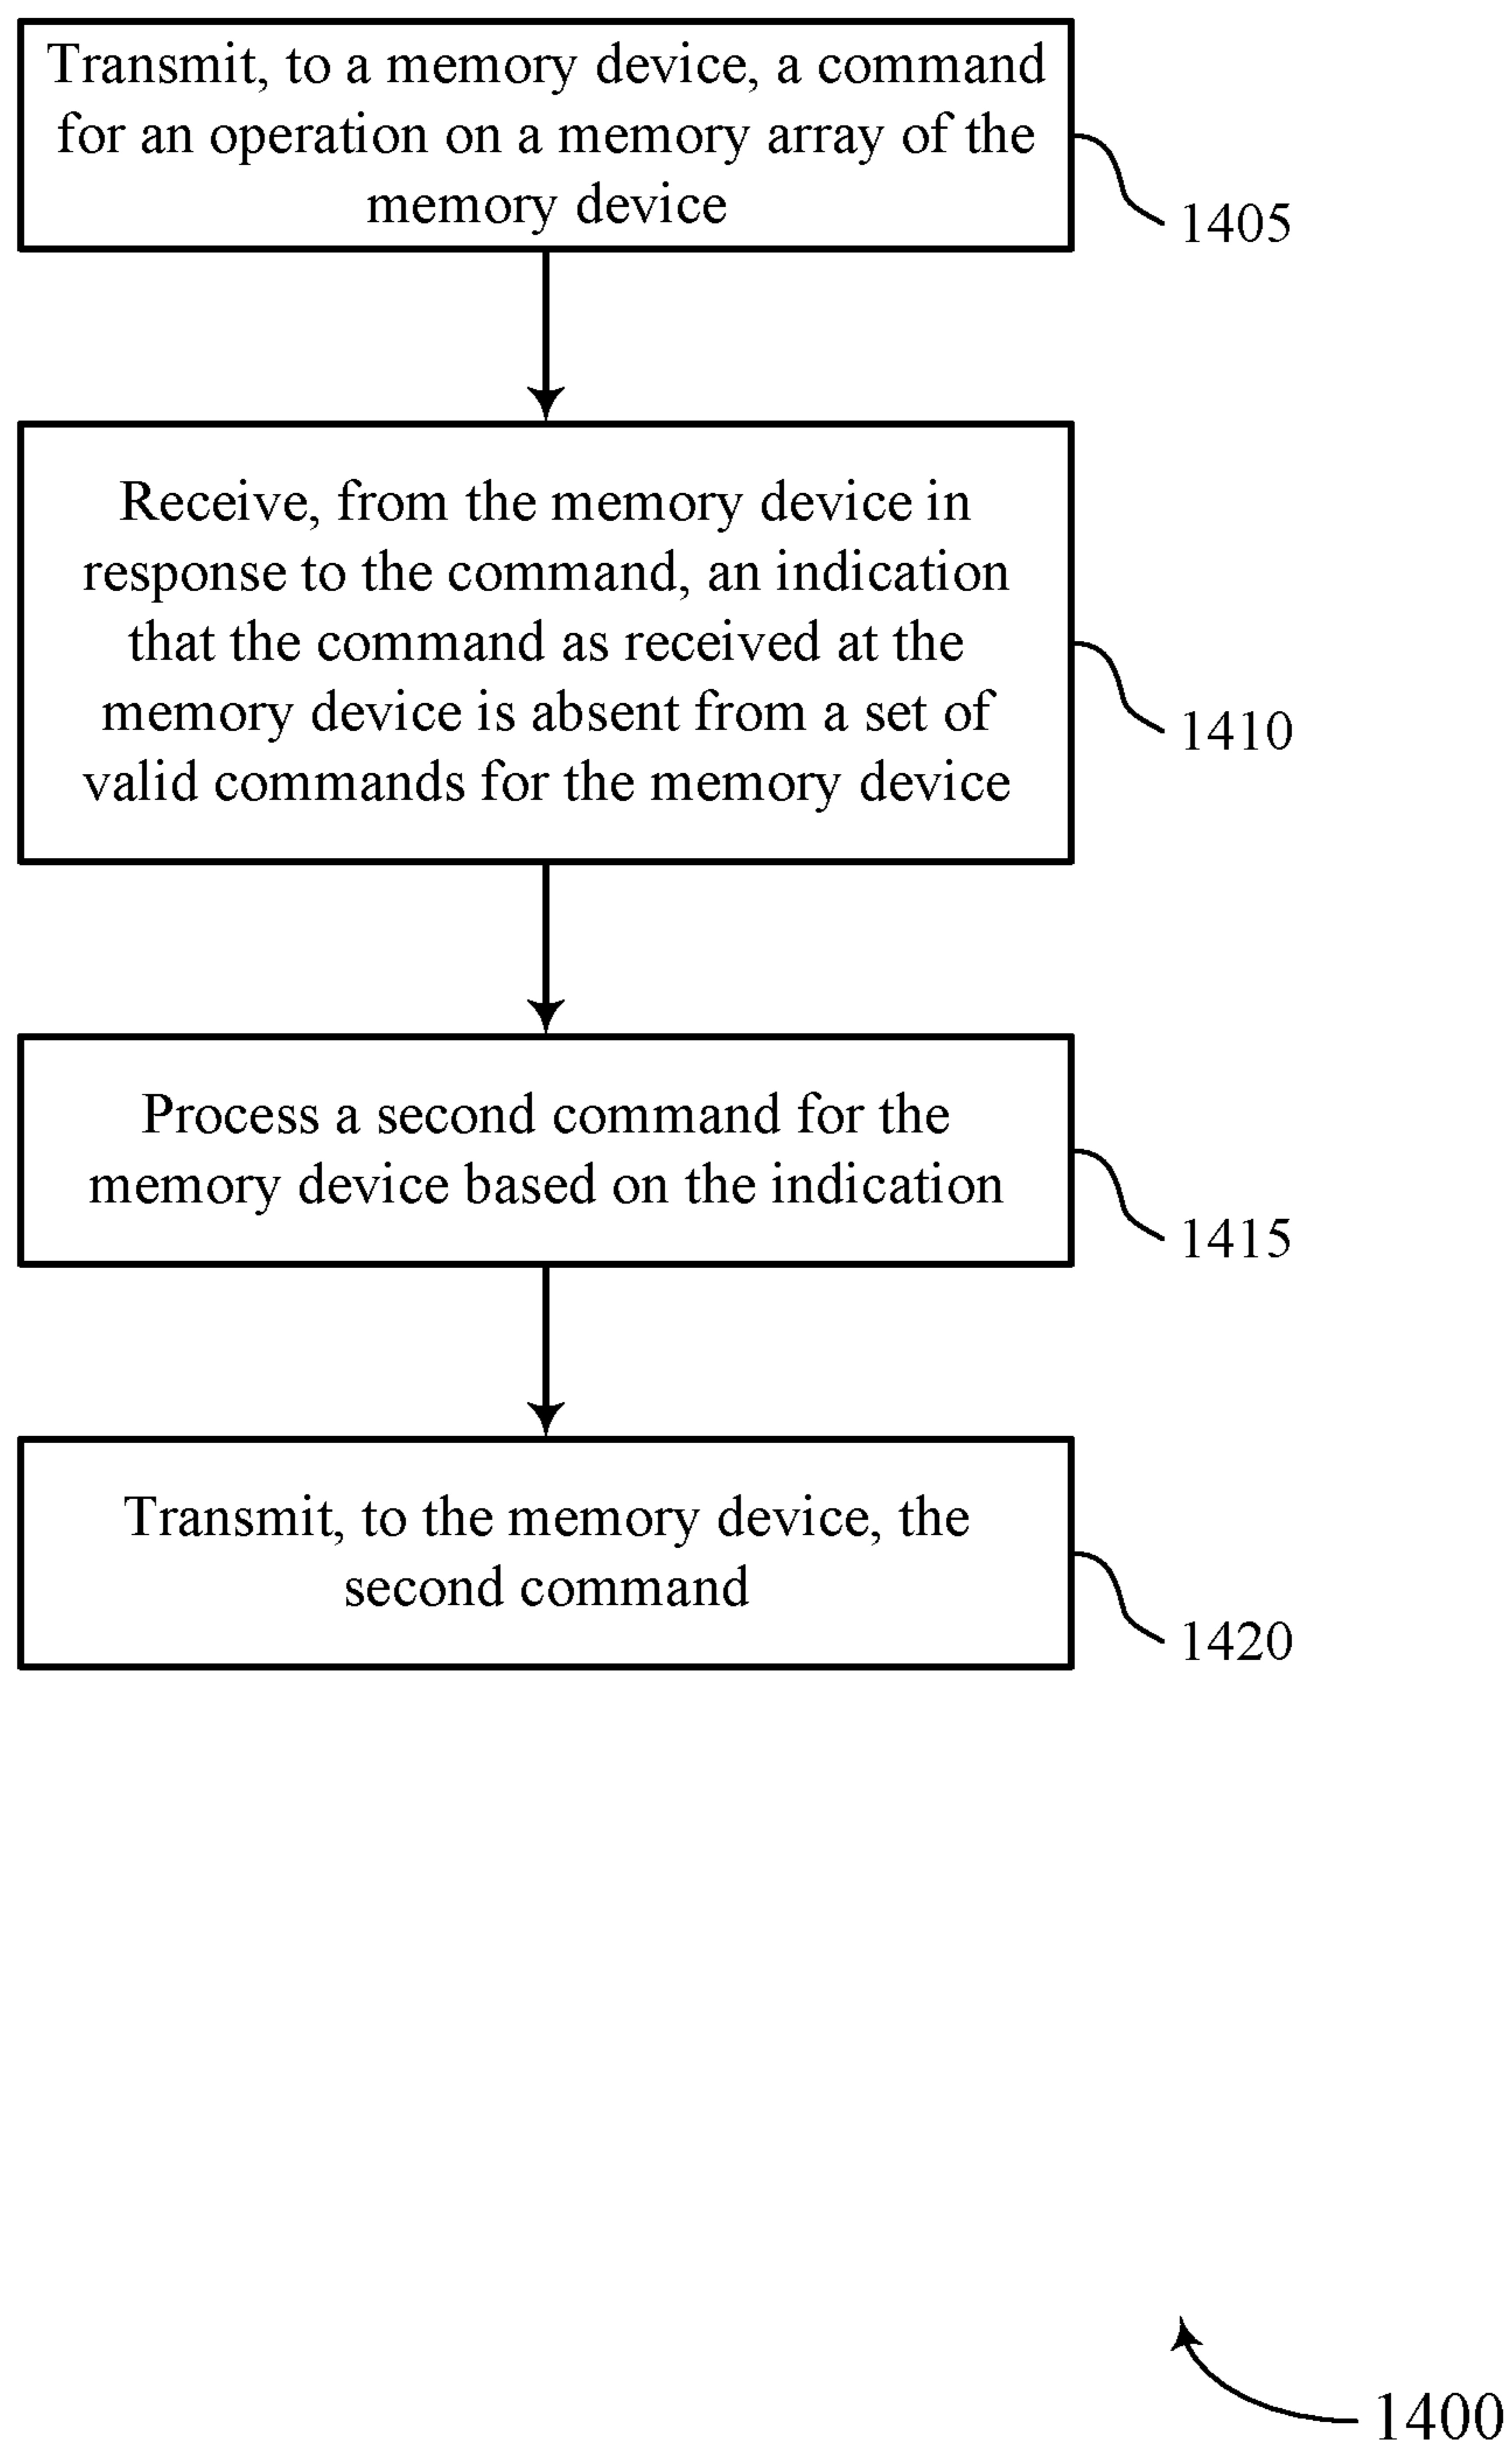 Transmit, to a memory device, a command
for an operation on a memory array of the
memory device
1405
Receive, from the memory device in
response to the command, an indication
that the command as received at the
memory device is absent from a set of
valid commands for the memory device
1410
Process a second command for the
memory device based on the indication
1415
Transmit, to the memory device, the
second command
1420
1400